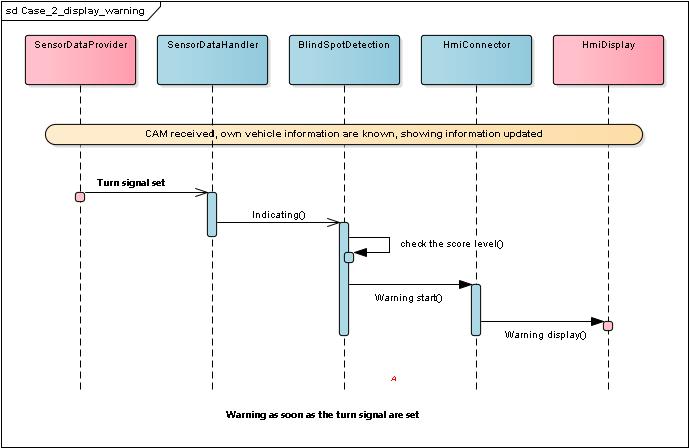 sd Case_2_display_warning
SensorDataProvider
SensorDataHandler
BlindSpotDetection
HmiConnector
HmiDisplay
CAM received, own vehicle information are known, showing information updated
Turn signal set
Indicating()
check the score level()
Warning start()
Warning display()
A
Warning as soon as the turn signal are set